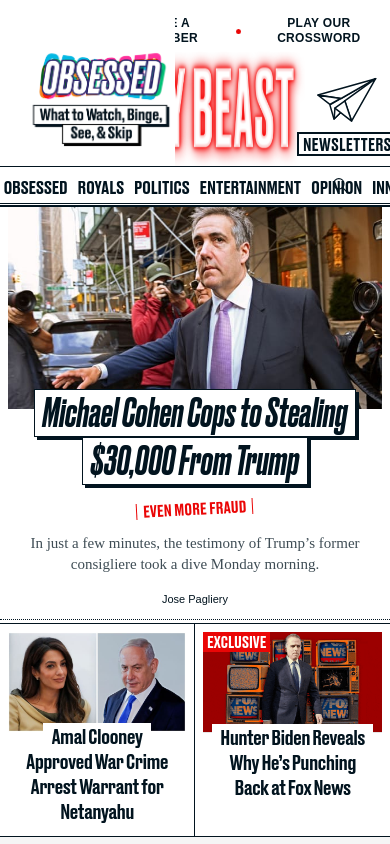 E A
BER
PLAY OUR
CROSSWORD
OBSESSED
What to Watch, Binge,
See, & Skip
Y BEAST
NEWSLETTERS
OBSESSED ROYALS POLITICS ENTERTAINMENT OPINION INN
Michael Cohen Cops to Stealing
$30,000 From Trump
EVEN MORE FRAUD
In just a few minutes, the testimony of Trump’s former
consigliere took a dive Monday morning.
Jose Pagliery
Amal Clooney
Approved War Crime
Arrest Warrant for
Netanyahu
EXCLUSIVE
NEWS
NEWS
Hunter Biden Reveals
Why He’s Punching
Back at Fox News